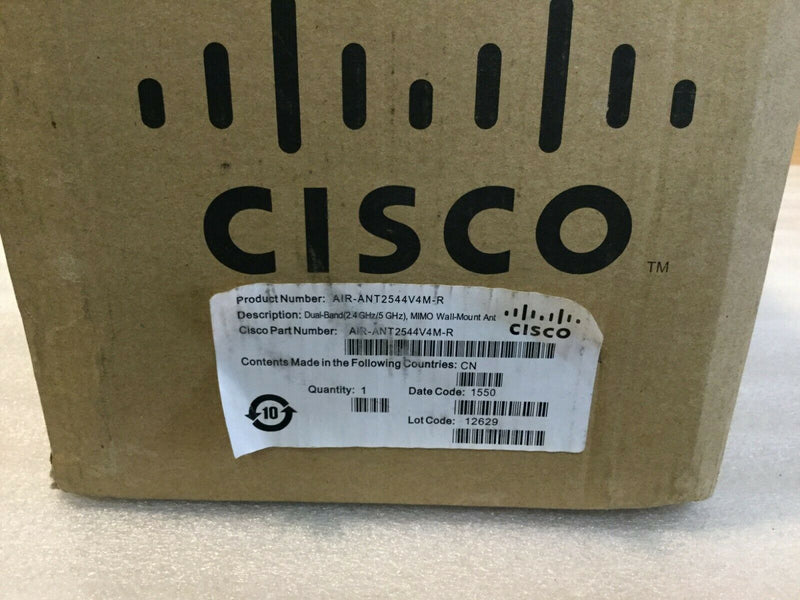 CISCO
TM
Product Number: AIR-ANT2544V4M-R
Description: Dual-Band(2.4GHz/5 GHz), MIMO Wall-Mount Ant
CISCO
Cisco Part Number: AIR-ANT2544V4M-R
Contents Made in the Following Countries: CN
Quantity: 1 Date Code: 1550
10
Lot Code: 12629